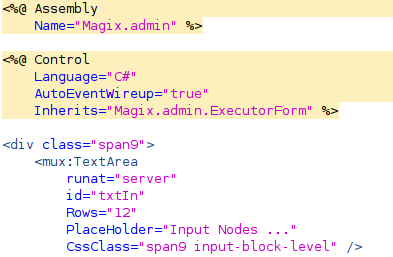 <%@ Assembly
    Name="Magix.admin" %>

<%@ Control
    Language="C#"
    AutoEventWireup="true"
    Inherits="Magix.admin.ExecutorForm" %>

<div class="span9">
    <mux:TextArea
        runat="server"
        id="txtIn"
        Rows="12"
        PlaceHolder="Input Nodes ..."
        CssClass="span9 input-block-level" />